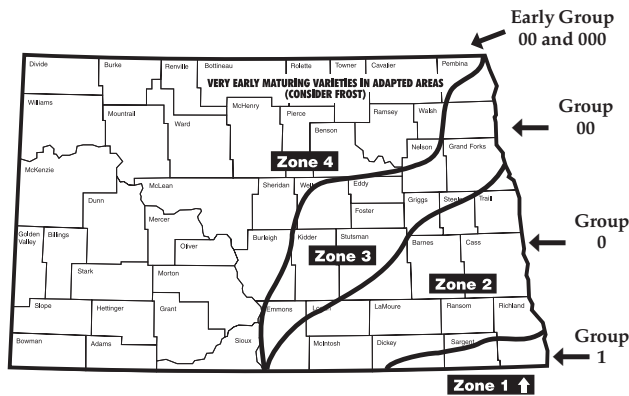 Early Group
00 and 000
Divide
Burke
Renville
Bottineau
Rolette
Towner
Cavalier
Pembina
VERY EARLY MATURING VARIETIES IN ADAPTED AREAS
(CONSIDER FROST)
Williams
Mountrail
Ward
McHenry
Pierce
Benson
Ramsey
Walsh
Group
00
Nelson
Grand Forks
Zone 4
McKenzie
McLean
Sheridan
Eddy
Dunn
Mercer
Foster
Griggs
Trail
Golden
Valley
Billings
Oliver
Burleigh
Kidder
Stutsman
Barnes
Cass
Group
0
Zone 3
Stark
Morton
Zone 2
Slope
Hettinger
Grant
Emmons
LaMoure
Ransom
Richland
Bowman
Adams
Sioux
McIntosh
Dickey
Sargent
Group
1
Zone 1